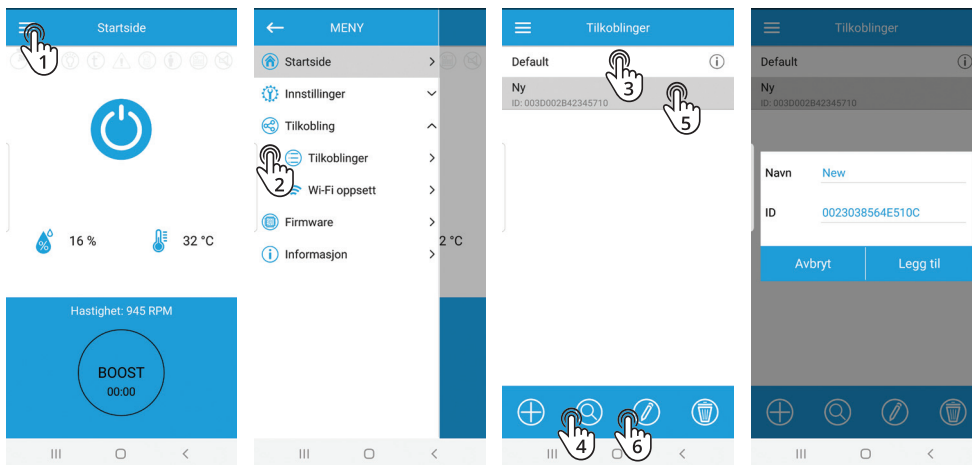 Startside
1
16 %
32 °C
Hastighet: 945 RPM
BOOST
00:00
MENY
Startside
Innstillinger
Tilkobling
Tilkoblinger
2
Wi-Fi oppsett
Firmware
Informasjon
2 °C
Tilkoblinger
Default
3
Ny
ID: 003D002B42345710
5
4
6
Tilkoblinger
Default
Ny
ID: 003D002B42345710
Navn New
ID 0023038564E510C
Avbryt Legg til